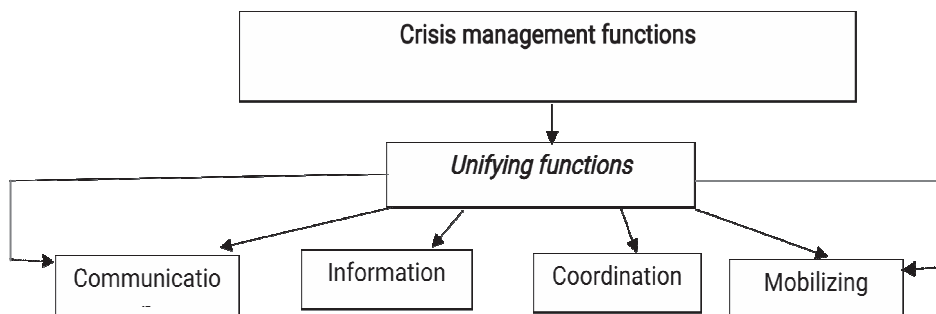 Crisis management functions
Unifying functions
Communicatio
Information
Coordination
Mobilizing